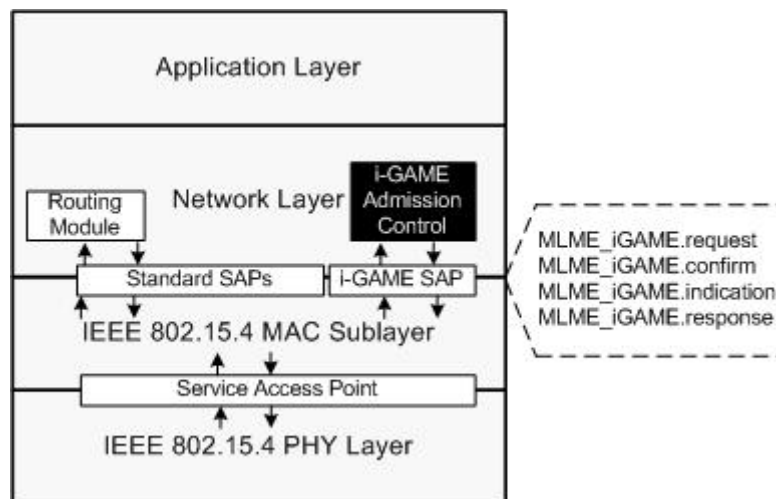 Application Layer
Routing
Module
Network Layer
i-GAME
Admission
Control
Standard SAPs
i-GAME SAP
MLME_iGAME.request
MLME_iGAME.confirm
MLME_iGAME.indication
MLME_iGAME.response
IEEE 802.15.4 MAC Sublayer
Service Access Point
IEEE 802.15.4 PHY Layer